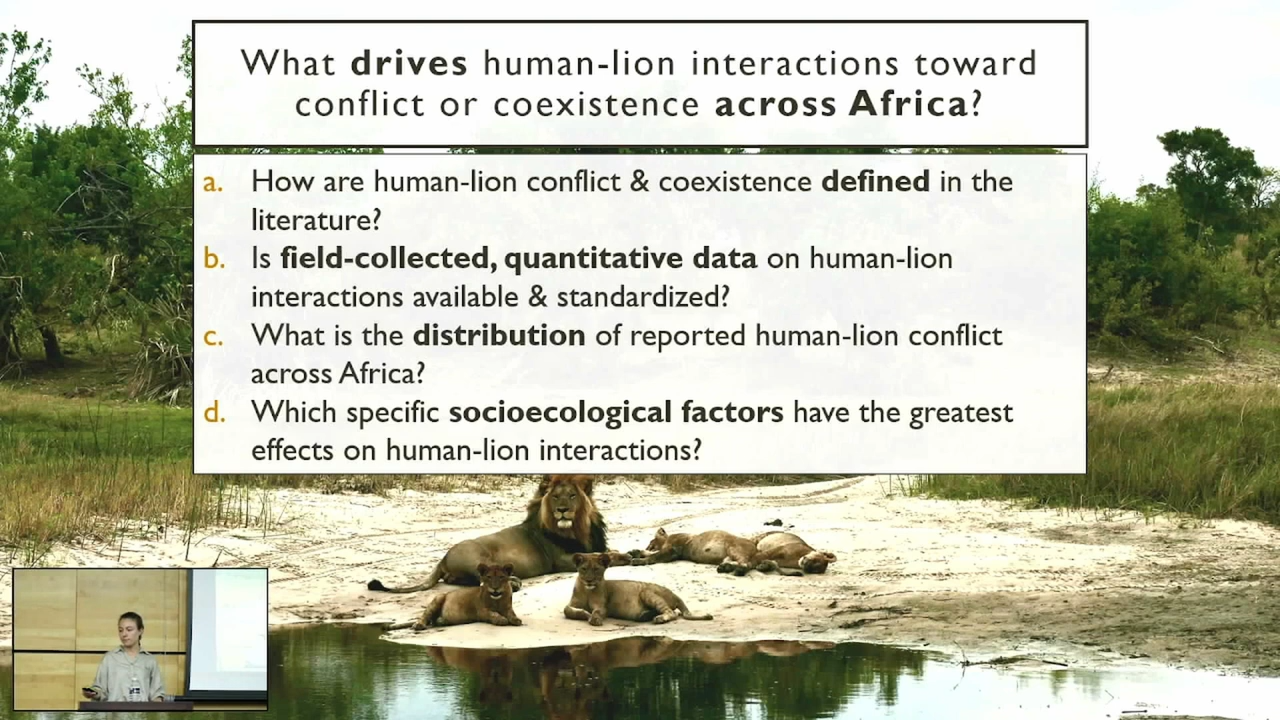 What drives human-lion interactions toward
conflict or coexistence across Africa?
a. How are human-lion conflict & coexistence defined in the
literature?
b. Is field-collected, quantitative data on human-lion
interactions available & standardized?
c. What is the distribution of reported human-lion conflict
across Africa?
d. Which specific socioecological factors have the greatest
effects on human-lion interactions?